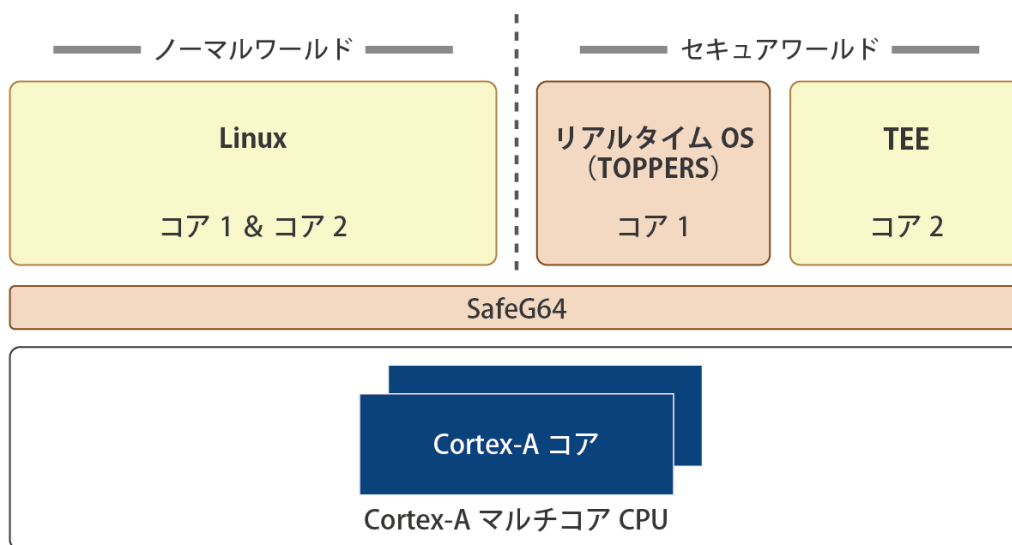 ノーマルワールド
セキュアワールド
Linux
コア 1 & コア 2
リアルタイム OS
（TOPPERS）
コア 1
TEE
コア 2
SafeG64
Cortex-A コア
Cortex-A マルチコア CPU